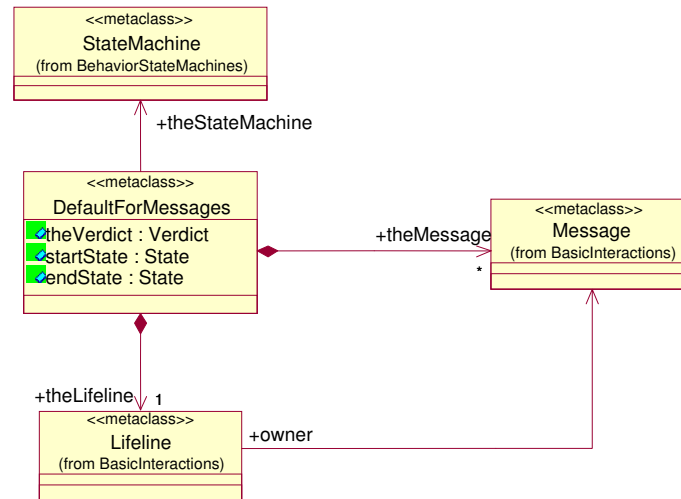 <<metaclass>>
StateMachine
(from BehaviorStateMachines)
+theStateMachine
<<metaclass>>
DefaultForMessages
theVerdict : Verdict
startState : State
endState : State
+theMessage
*
<<metaclass>>
Message
(from BasicInteractions)
+theLifeline
1
<<metaclass>>
Lifeline
(from BasicInteractions)
+owner